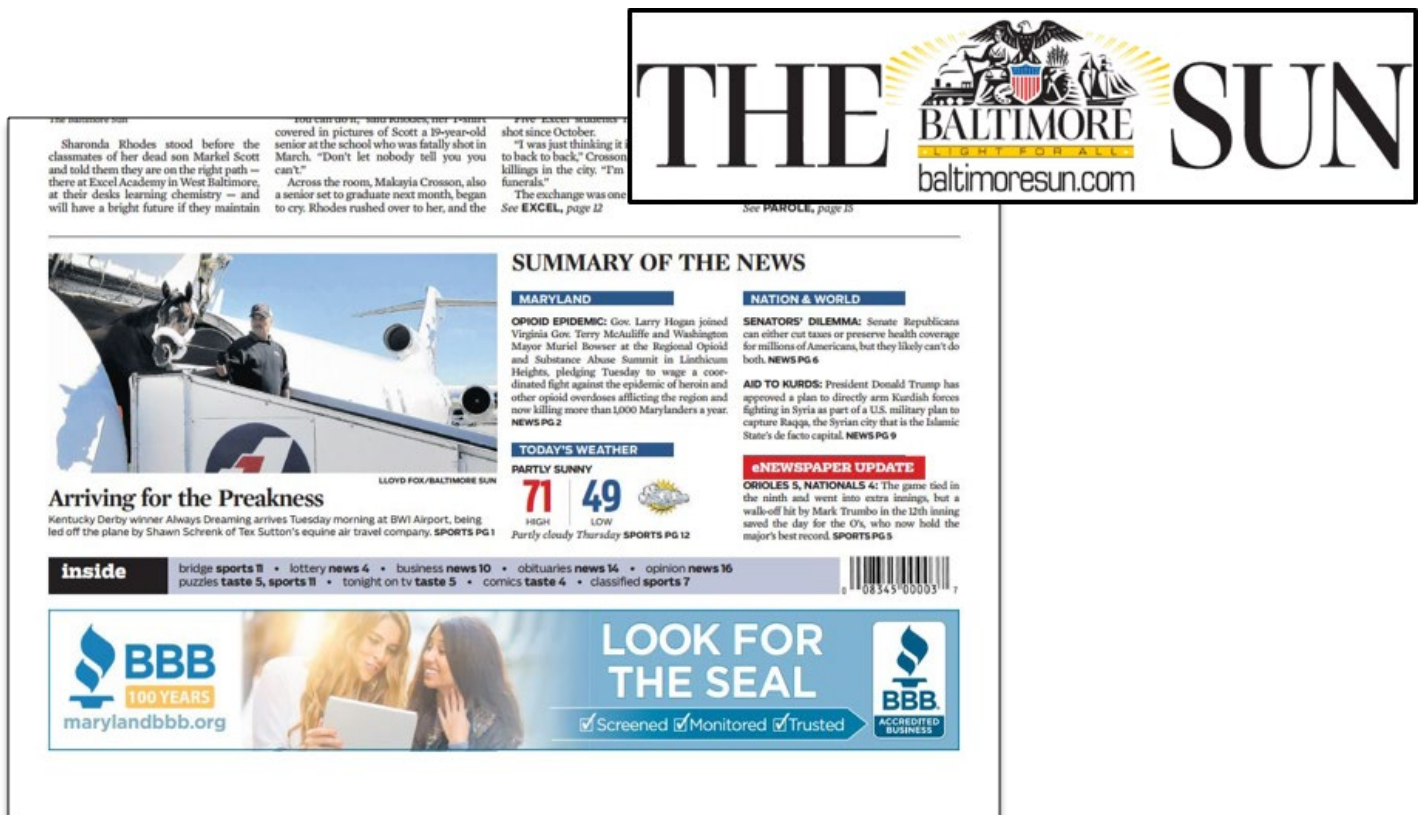 THE BALTIMORE SUN
LIGHT FOR ALL
baltimoresun.com
The Baltimore Sun
Sharonda Rhodes stood before the
classmates of her dead son Markel Scott
and told them they are on the right path —
there at Excel Academy in West Baltimore,
at their desks learning chemistry — and
will have a bright future if they maintain
"You can do it," said Rhodes, her T-shirt
covered in pictures of Scott a 19-year-old
senior at the school who was fatally shot in
March. "Don't let nobody tell you you
can't."
Across the room, Makayia Crosson, also
a senior set to graduate next month, began
to cry. Rhodes rushed over to her, and the
Five Excel students
shot since October.
"I was just thinking it
to back to back," Crosson
killings in the city. "I'm
funerals."
The exchange was one
See EXCEL, page 12
See PAROLE, page 15
LLOYD FOX/BALTIMORE SUN
Arriving for the Preakness
Kentucky Derby winner Always Dreaming arrives Tuesday morning at BWI Airport, being
led off the plane by Shawn Schrenk of Tex Sutton's equine air travel company. SPORTS PG 1
SUMMARY OF THE NEWS
MARYLAND
OPIOID EPIDEMIC: Gov. Larry Hogan joined
Virginia Gov. Terry McAuliffe and Washington
Mayor Muriel Bowser at the Regional Opioid
and Substance Abuse Summit in Linthicum
Heights, pledging Tuesday to wage a coor-
dinated fight against the epidemic of heroin and
other opioid overdoses afflicting the region and
now killing more than 1,000 Marylanders a year.
NEWS PG 2
TODAY'S WEATHER
PARTLY SUNNY
71 49
HIGH LOW
Partly cloudy Thursday SPORTS PG 12
NATION & WORLD
SENATORS' DILEMMA: Senate Republicans
can either cut taxes or preserve health coverage
for millions of Americans, but they likely can't do
both. NEWS PG 6
AID TO KURDS: President Donald Trump has
approved a plan to directly arm Kurdish forces
fighting in Syria as part of a U.S. military plan to
capture Raqqa, the Syrian city that is the Islamic
State's de facto capital. NEWS PG 9
eNEWSPAPER UPDATE
ORIOLES 5, NATIONALS 4: The game tied in
the ninth and went into extra innings, but a
walk-off hit by Mark Trumbo in the 12th inning
saved the day for the O's, who now hold the
major's best record. SPORTS PG 5
inside
bridge sports 11 • lottery news 4 • business news 10 • obituaries news 14 • opinion news 16
puzzles taste 5, sports 11 • tonight on tv taste 5 • comics taste 4 • classified sports 7
0 08345 00003 7
BBB
100 YEARS
marylandbbb.org
LOOK FOR
THE SEAL
Screened Monitored Trusted
BBB.
ACCREDITED
BUSINESS